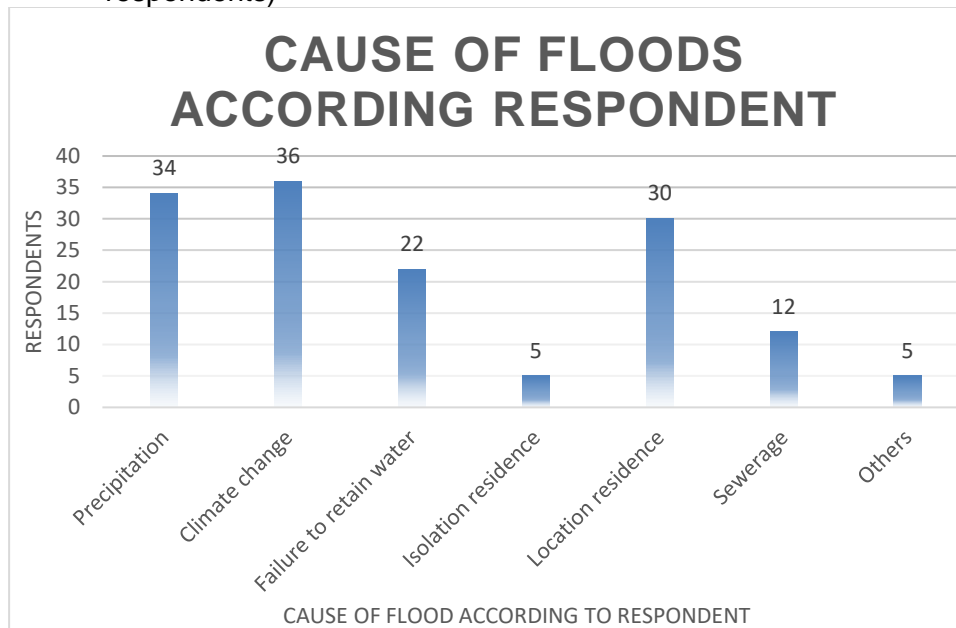 respondents)
CAUSE OF FLOODS
ACCORDING RESPONDENT
40
35
30
25
20
15
10
5
0
RESPONDENTS
34
36
22
5
30
12
5
Precipitation
Climate change
Failure to retain water
Isolation residence
Location residence
Sewerage
Others
CAUSE OF FLOOD ACCORDING TO RESPONDENT